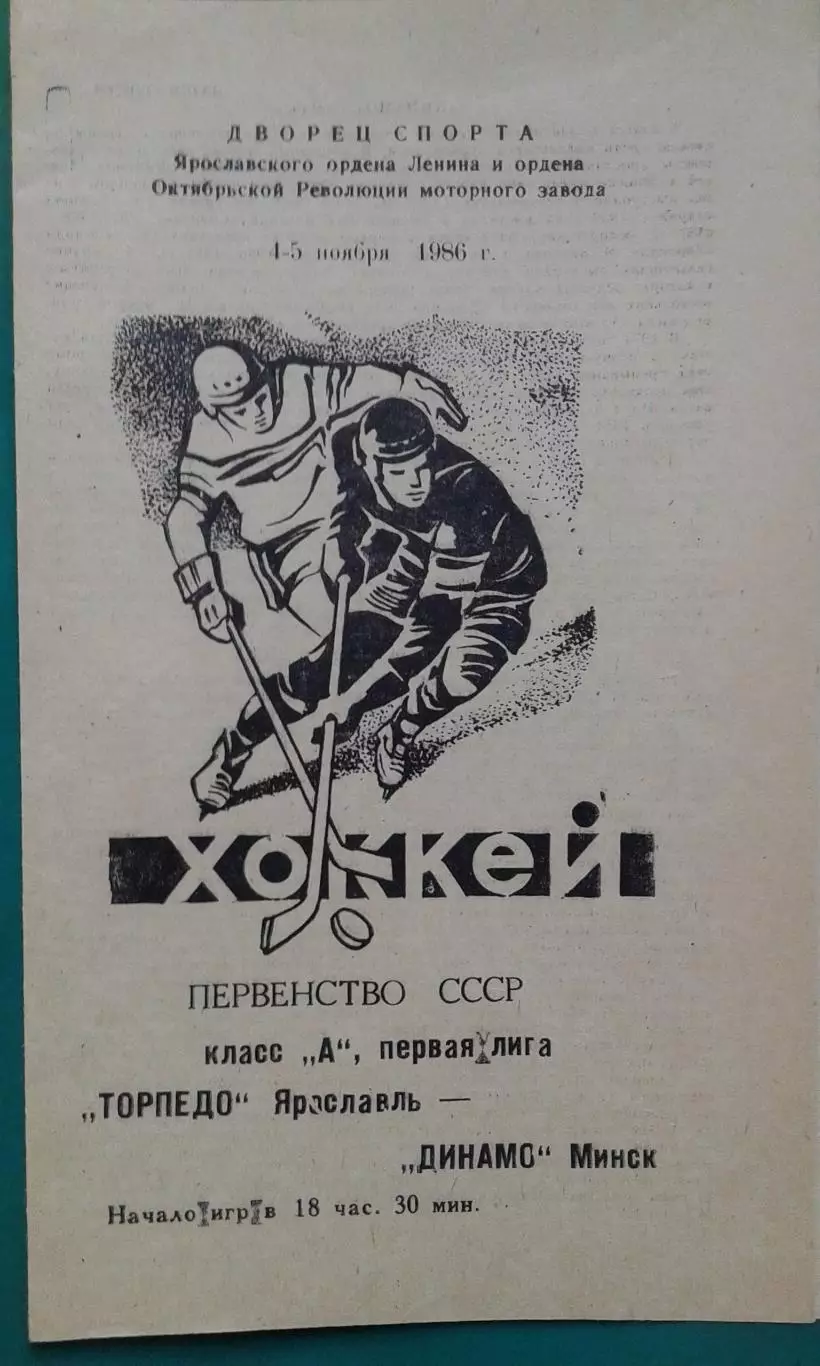 ДВОРЕЦ СПОРТА
Ярославского ордена Ленина и ордена
Октябрьской Революции моторного завода
4-5 ноября 1986 г.
хоккей
ПЕРВЕНСТВО СССР
класс „А“, первая лига
„ТОРПЕДО“ Ярославль —
„ДИНАМО“ Минск
Начало игр в 18 час. 30 мин.